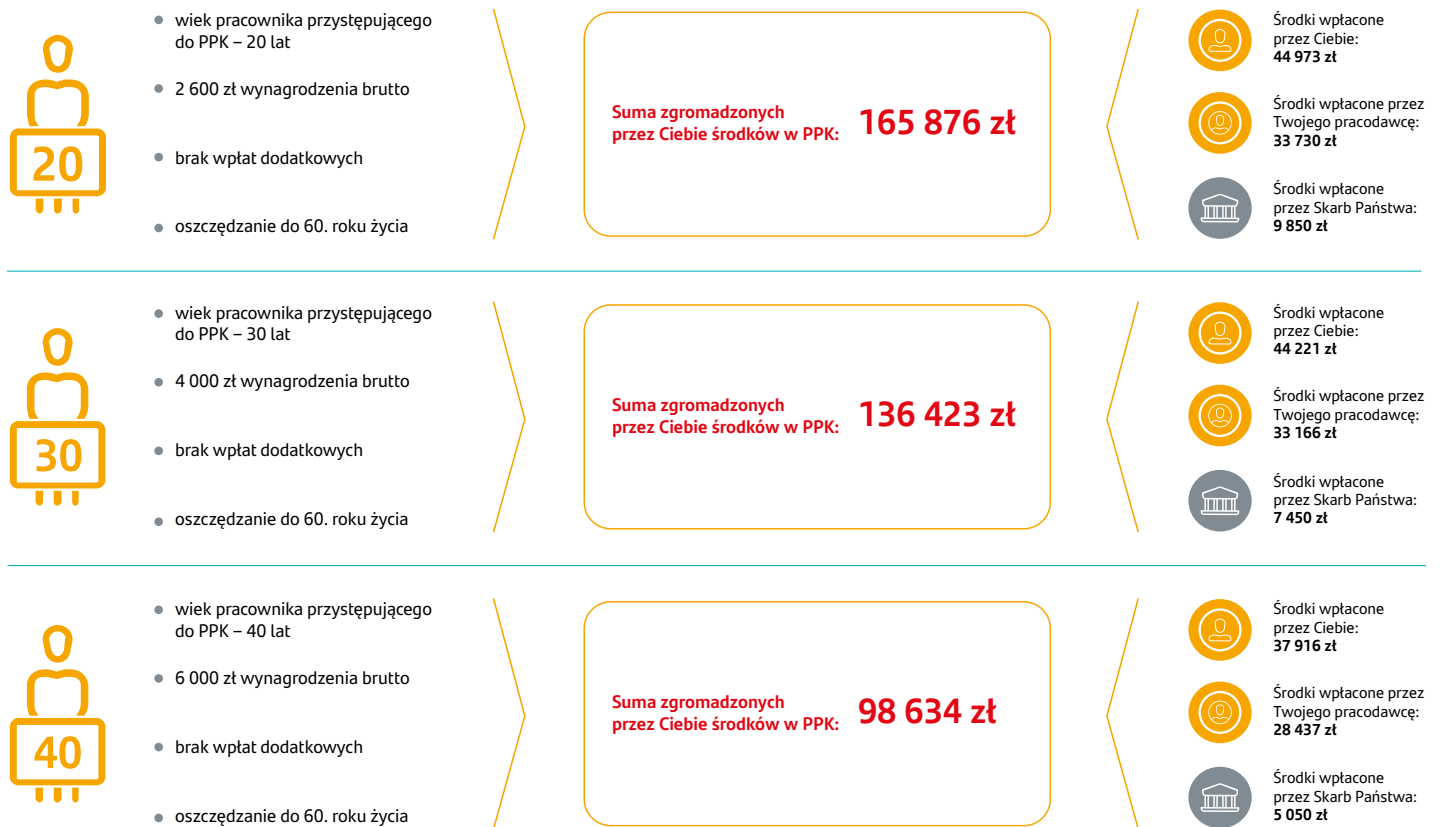 20
wiek pracownika przystępującego
do PPK – 20 lat
2 600 zł wynagrodzenia brutto
brak wpłat dodatkowych
oszczędzanie do 60. roku życia
Suma zgromadzonych
przez Ciebie środków w PPK:
165 876 zł
Środki wpłacone
przez Ciebie:
44 973 zł
Środki wpłacone przez
Twojego pracodawcę:
33 730 zł
Środki wpłacone
przez Skarb Państwa:
9 850 zł
30
wiek pracownika przystępującego
do PPK – 30 lat
4 000 zł wynagrodzenia brutto
brak wpłat dodatkowych
oszczędzanie do 60. roku życia
Suma zgromadzonych
przez Ciebie środków w PPK:
136 423 zł
Środki wpłacone
przez Ciebie:
44 221 zł
Środki wpłacone przez
Twojego pracodawcę:
33 166 zł
Środki wpłacone
przez Skarb Państwa:
7 450 zł
40
wiek pracownika przystępującego
do PPK – 40 lat
6 000 zł wynagrodzenia brutto
brak wpłat dodatkowych
oszczędzanie do 60. roku życia
Suma zgromadzonych
przez Ciebie środków w PPK:
98 634 zł
Środki wpłacone
przez Ciebie:
37 916 zł
Środki wpłacone przez
Twojego pracodawcę:
28 437 zł
Środki wpłacone
przez Skarb Państwa:
5 050 zł